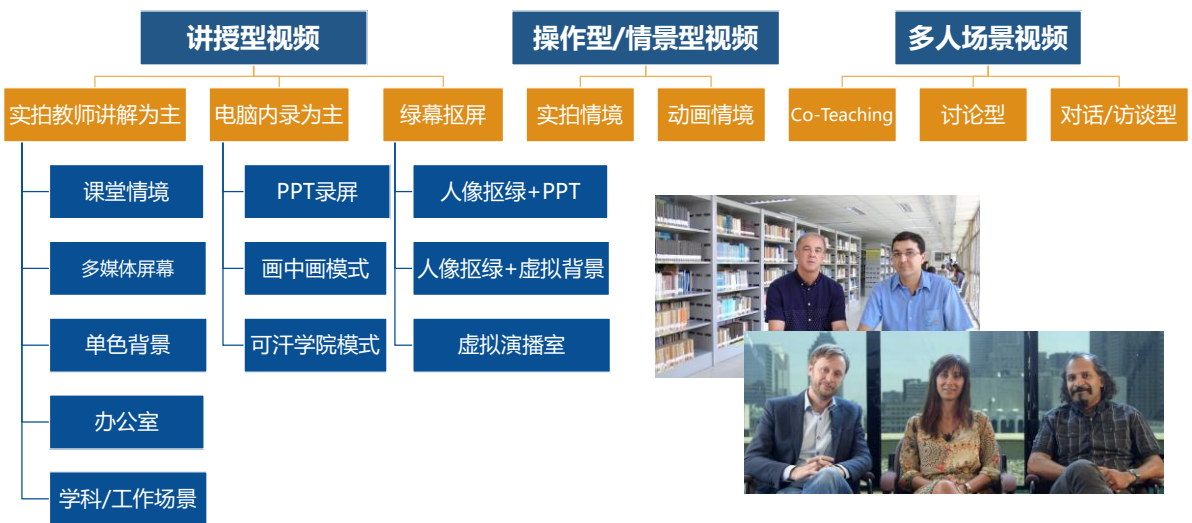 讲授型视频
操作型/情景型视频
多人场景视频
实拍教师讲解为主
电脑内录为主
绿幕抠屏
实拍情境
动画情境
Co-Teaching
讨论型
对话/访谈型
课堂情境
PPT录屏
人像抠绿+PPT
多媒体屏幕
画中画模式
人像抠绿+虚拟背景
单色背景
可汗学院模式
虚拟演播室
办公室
学科/工作场景